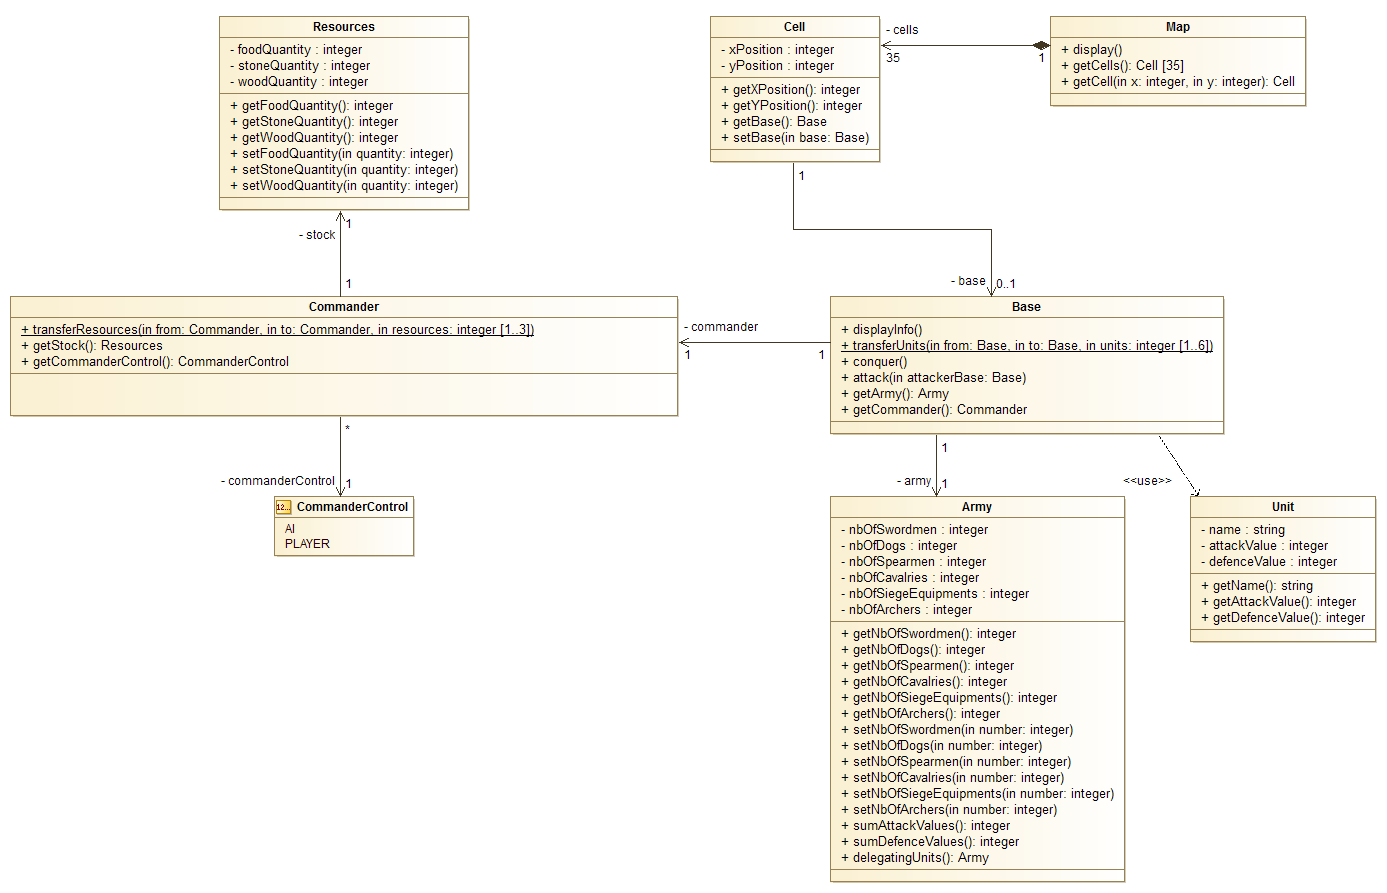 Resources
- foodQuantity : integer
- stoneQuantity : integer
- woodQuantity : integer
+ getFoodQuantity(): integer
+ getStoneQuantity(): integer
+ getWoodQuantity(): integer
+ setFoodQuantity(in quantity: integer)
+ setStoneQuantity(in quantity: integer)
+ setWoodQuantity(in quantity: integer)
Cell
- xPosition : integer
- yPosition : integer
+ getXPosition(): integer
+ getYPosition(): integer
+ getBase(): Base
+ setBase(in base: Base)
- cells
35
1
Map
+ display()
+ getCells(): Cell [35]
+ getCell(in x: integer, in y: integer): Cell
1
- stock
1
1
- base
0..1
Commander
+ transferResources(in from: Commander, in to: Commander, in resources: integer [1..3])
+ getStock(): Resources
+ getCommanderControl(): CommanderControl
- commander
1
1
Base
+ displayInfo()
+ transferUnits(in from: Base, in to: Base, in units: integer [1..6])
+ conquer()
+ attack(in attackerBase: Base)
+ getArmy(): Army
+ getCommander(): Commander
*
- commanderControl
1
1
- army
1
<<use>>
12...
CommanderControl
AI
PLAYER
Army
- nbOfSwordmen : integer
- nbOfDogs : integer
- nbOfSpearmen : integer
- nbOfCavalries : integer
- nbOfSiegeEquipments : integer
- nbOfArchers : integer
+ getNbOfSwordmen(): integer
+ getNbOfDogs(): integer
+ getNbOfSpearmen(): integer
+ getNbOfCavalries(): integer
+ getNbOfSiegeEquipments(): integer
+ getNbOfArchers(): integer
+ setNbOfSwordmen(in number: integer)
+ setNbOfDogs(in number: integer)
+ setNbOfSpearmen(in number: integer)
+ setNbOfCavalries(in number: integer)
+ setNbOfSiegeEquipments(in number: integer)
+ setNbOfArchers(in number: integer)
+ sumAttackValues(): integer
+ sumDefenceValues(): integer
+ delegatingUnits(): Army
Unit
- name : string
- attackValue : integer
- defenceValue : integer
+ getName(): string
+ getAttackValue(): integer
+ getDefenceValue(): integer